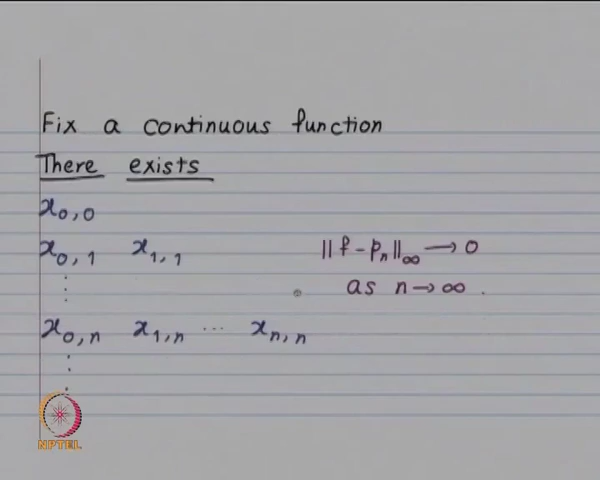 Fix a continuous function
There exists
x₀,₀
x₀,₁ x₁,₁ ‖f - pₙ‖∞ → 0
⋮ as n → ∞ .
x₀,ₙ x₁,ₙ ... xₙ,ₙ
⋮
NPTEL